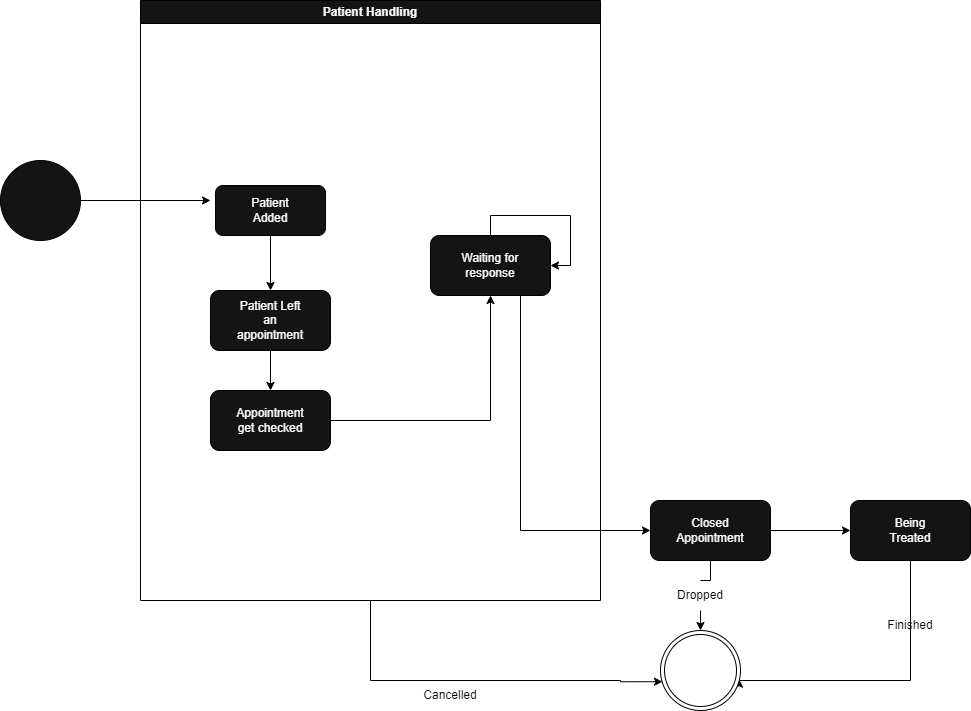 Patient Handling
Patient
Added
Patient Left
an
appointment
Appointment
get checked
Waiting for
response
Closed
Appointment
Being
Treated
Dropped
Finished
Cancelled